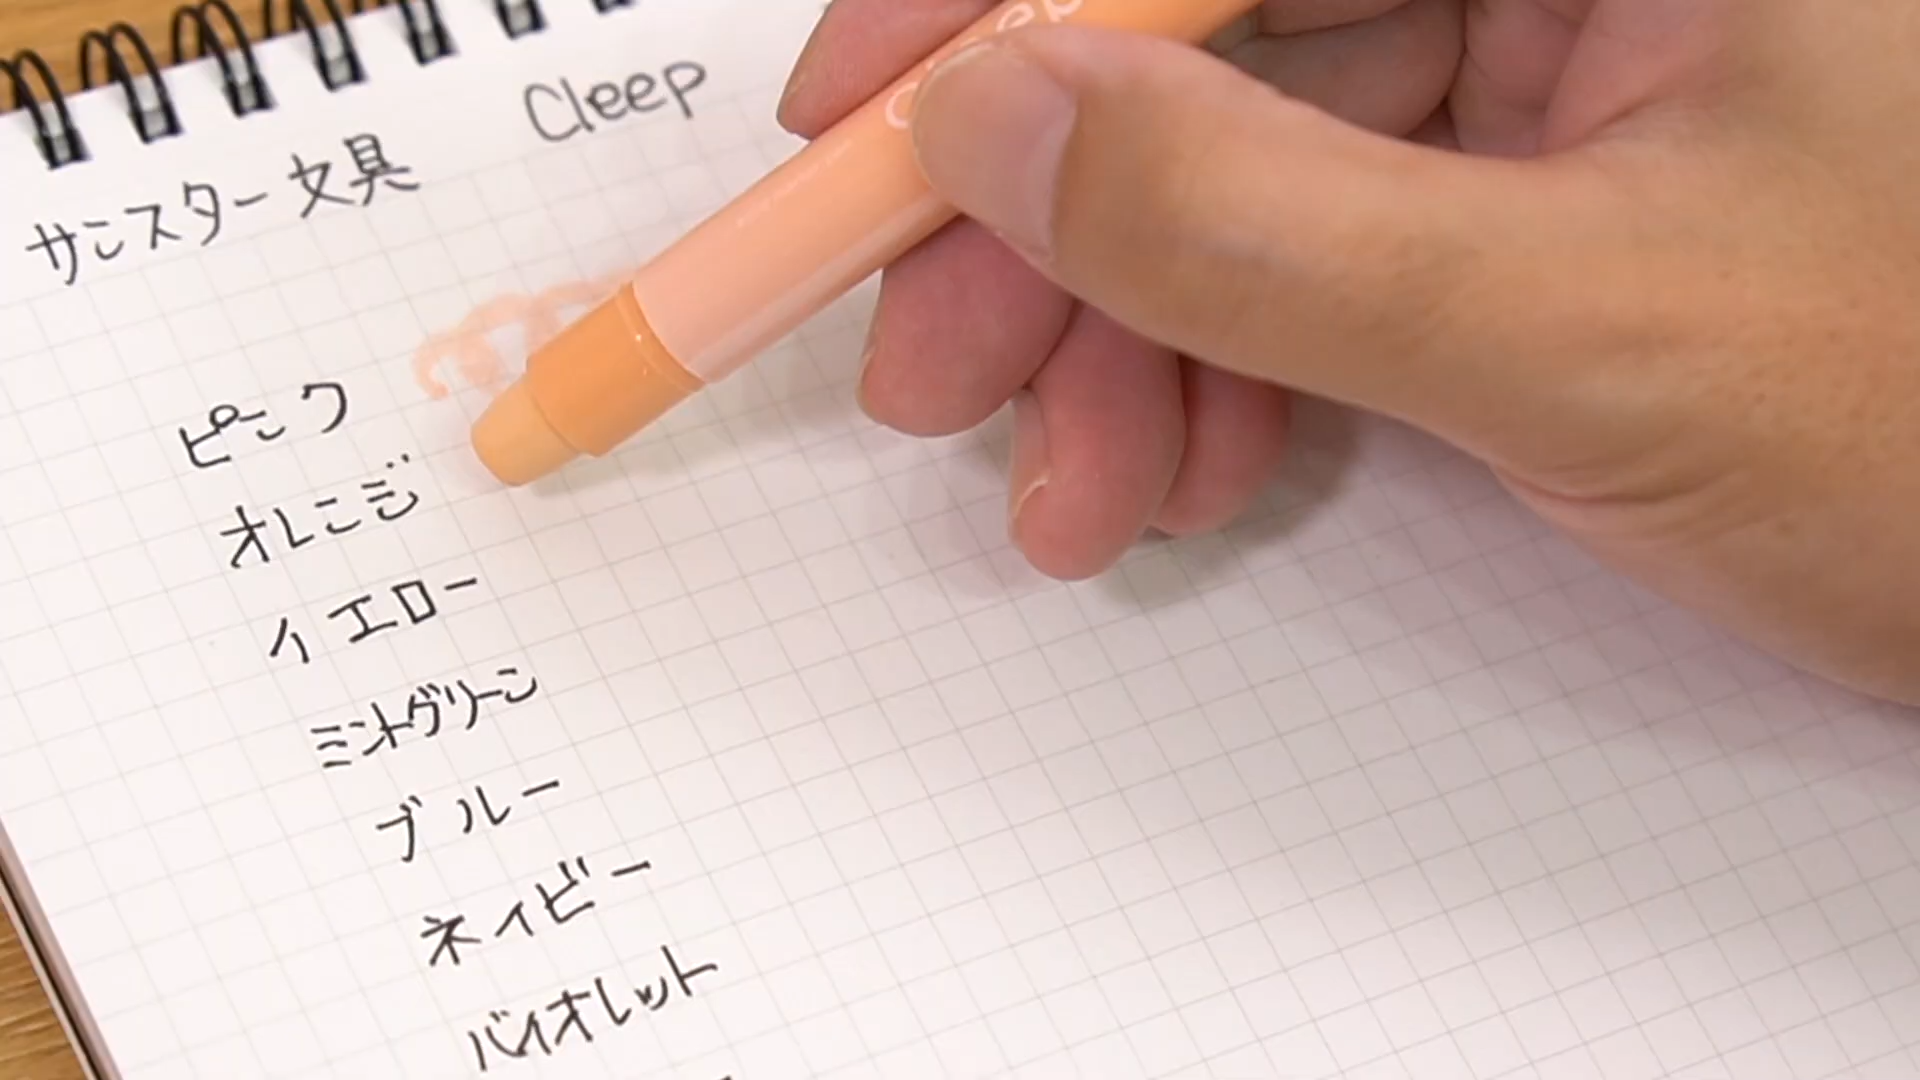 Cleep
サンスター文具
ピンク
オレンジ
イエロー
ミントグリーン
ブルー
ネイビー
バイオレット